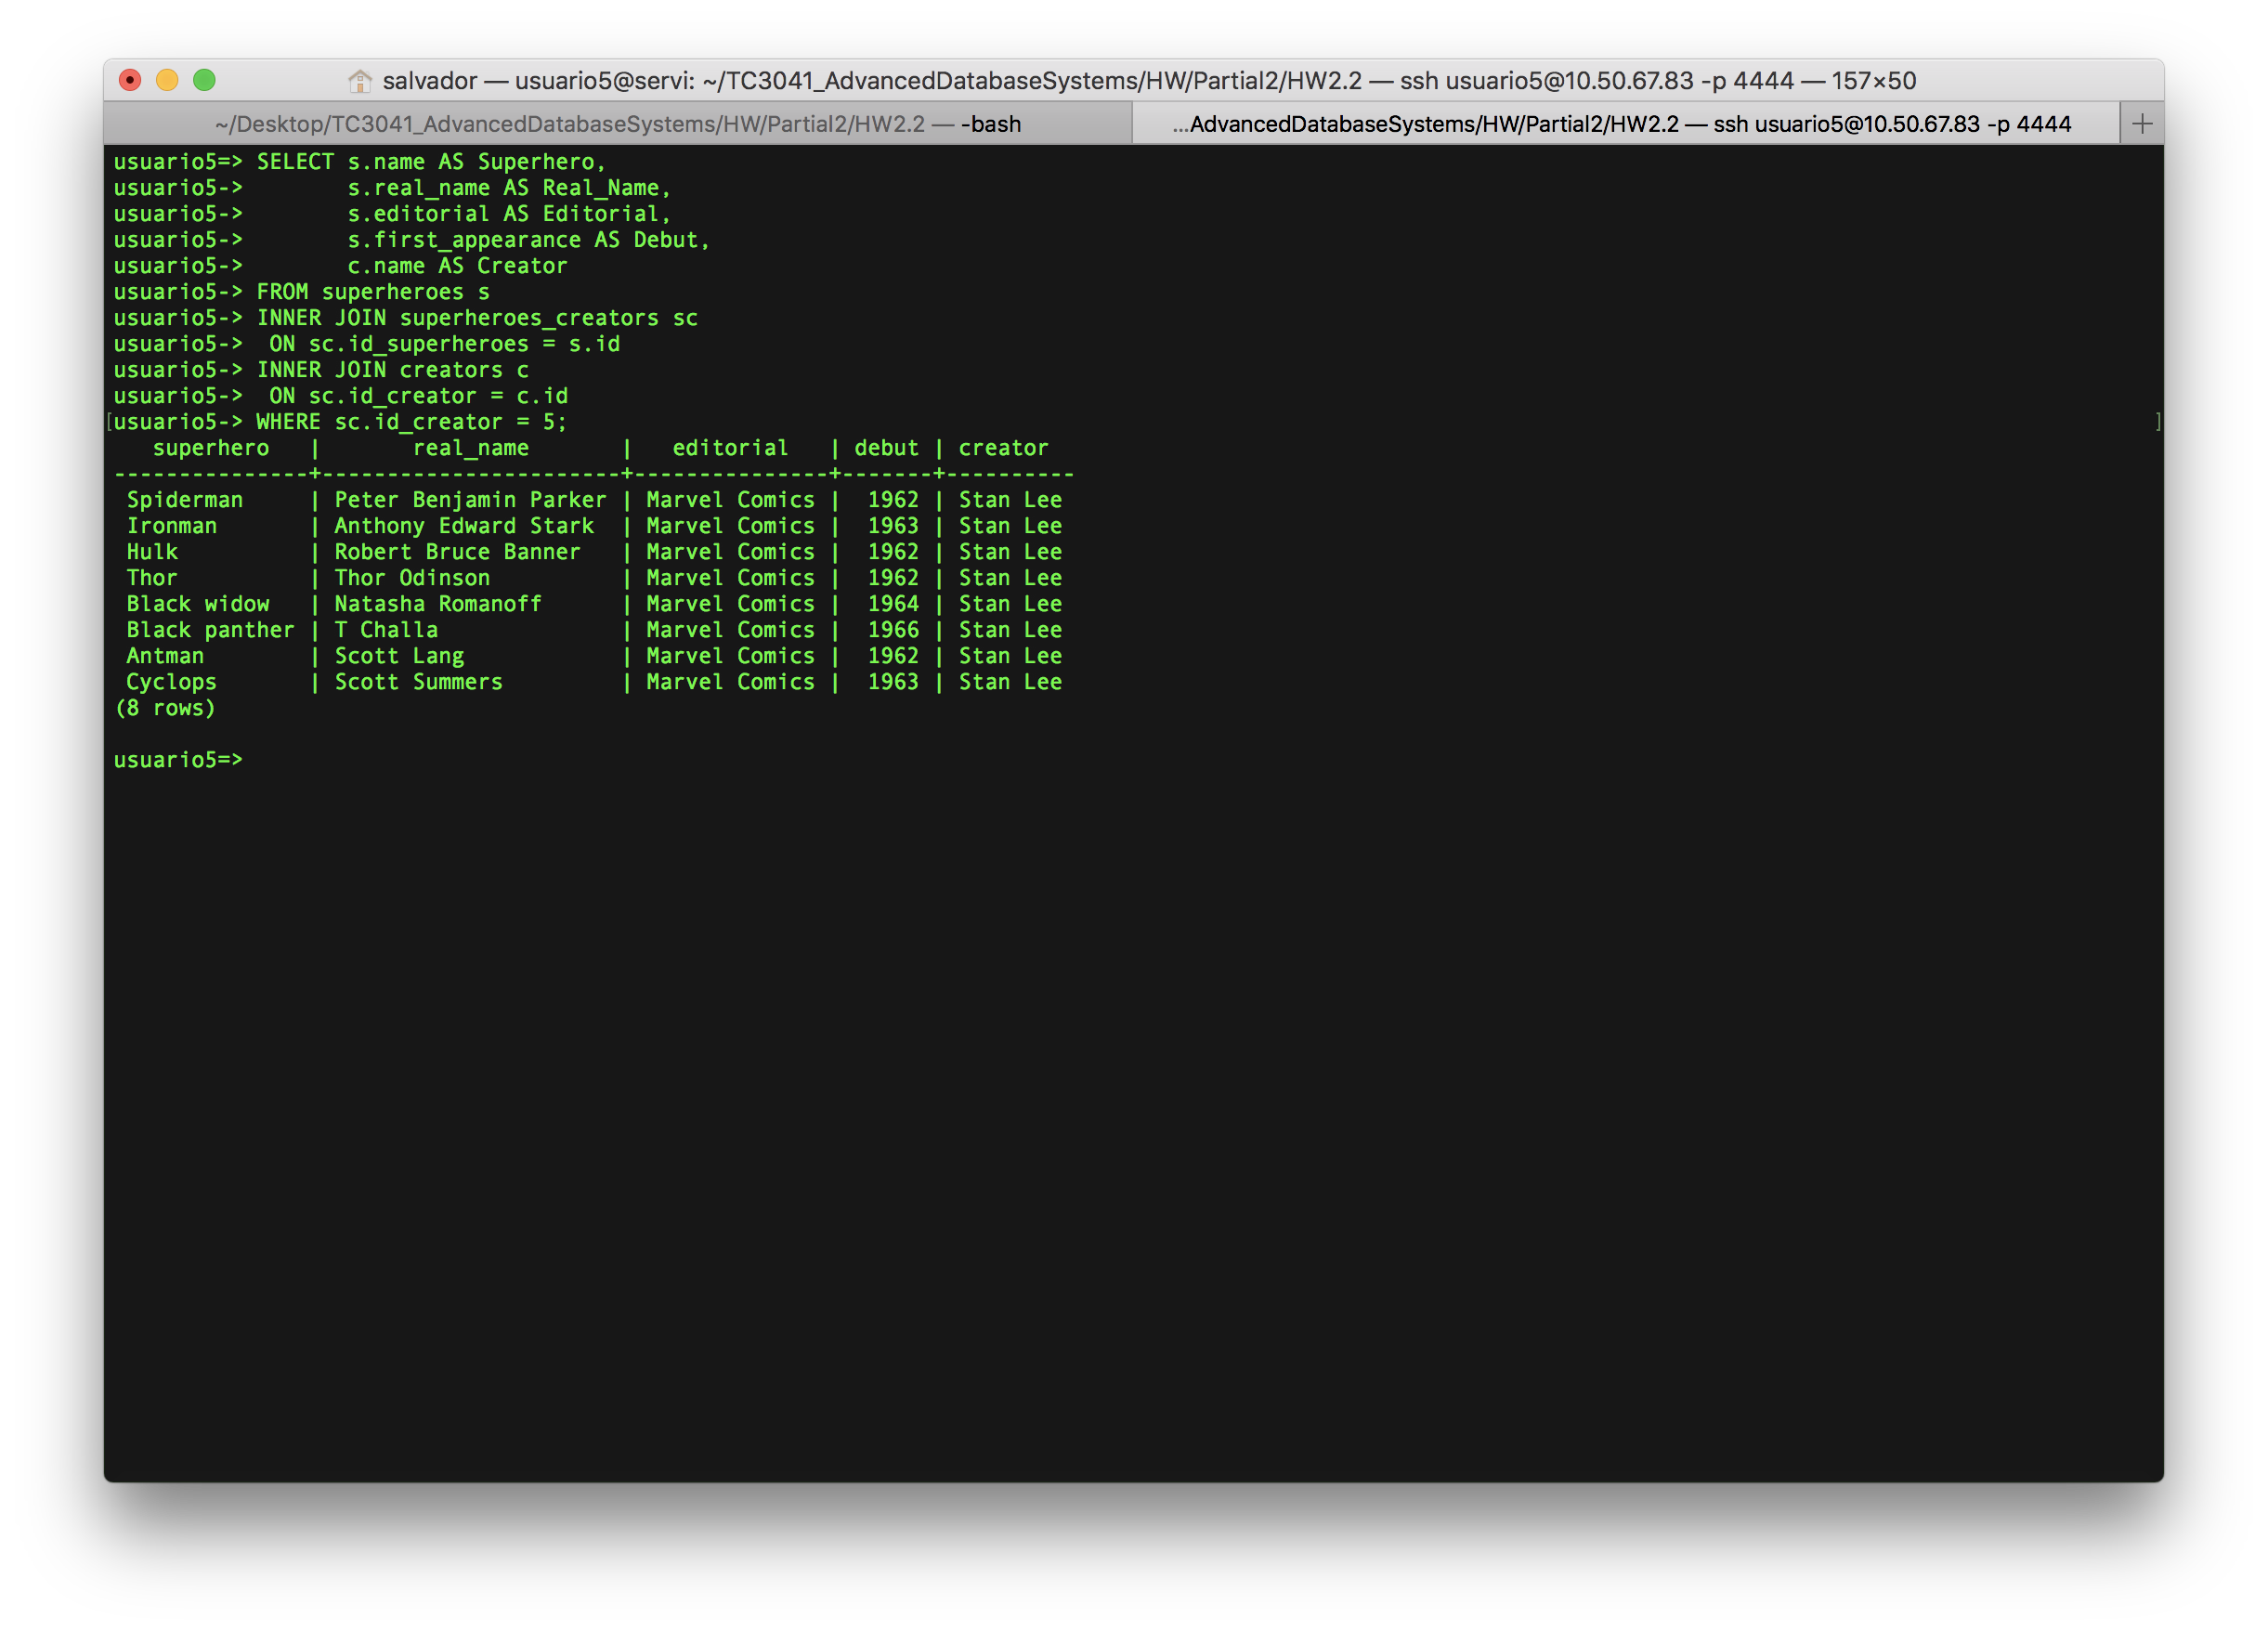 salvador — usuario5@servi: ~/TC3041_AdvancedDatabaseSystems/HW/Partial2/HW2.2 — ssh usuario5@10.50.67.83 -p 4444 — 157×50
~/Desktop/TC3041_AdvancedDatabaseSystems/HW/Partial2/HW2.2 — -bash ...AdvancedDatabaseSystems/HW/Partial2/HW2.2 — ssh usuario5@10.50.67.83 -p 4444 +
usuario5=> SELECT s.name AS Superhero,
usuario5->        s.real_name AS Real_Name,
usuario5->        s.editorial AS Editorial,
usuario5->        s.first_appearance AS Debut,
usuario5->        c.name AS Creator
usuario5-> FROM superheroes s
usuario5-> INNER JOIN superheroes_creators sc
usuario5->  ON sc.id_superheroes = s.id
usuario5-> INNER JOIN creators c
usuario5->  ON sc.id_creator = c.id
[usuario5-> WHERE sc.id_creator = 5; ]
   superhero   |       real_name       |   editorial   | debut | creator
---------------+-----------------------+---------------+-------+----------
 Spiderman     | Peter Benjamin Parker | Marvel Comics |  1962 | Stan Lee
 Ironman       | Anthony Edward Stark  | Marvel Comics |  1963 | Stan Lee
 Hulk          | Robert Bruce Banner   | Marvel Comics |  1962 | Stan Lee
 Thor          | Thor Odinson          | Marvel Comics |  1962 | Stan Lee
 Black widow   | Natasha Romanoff      | Marvel Comics |  1964 | Stan Lee
 Black panther | T Challa              | Marvel Comics |  1966 | Stan Lee
 Antman        | Scott Lang            | Marvel Comics |  1962 | Stan Lee
 Cyclops       | Scott Summers         | Marvel Comics |  1963 | Stan Lee
(8 rows)
usuario5=>